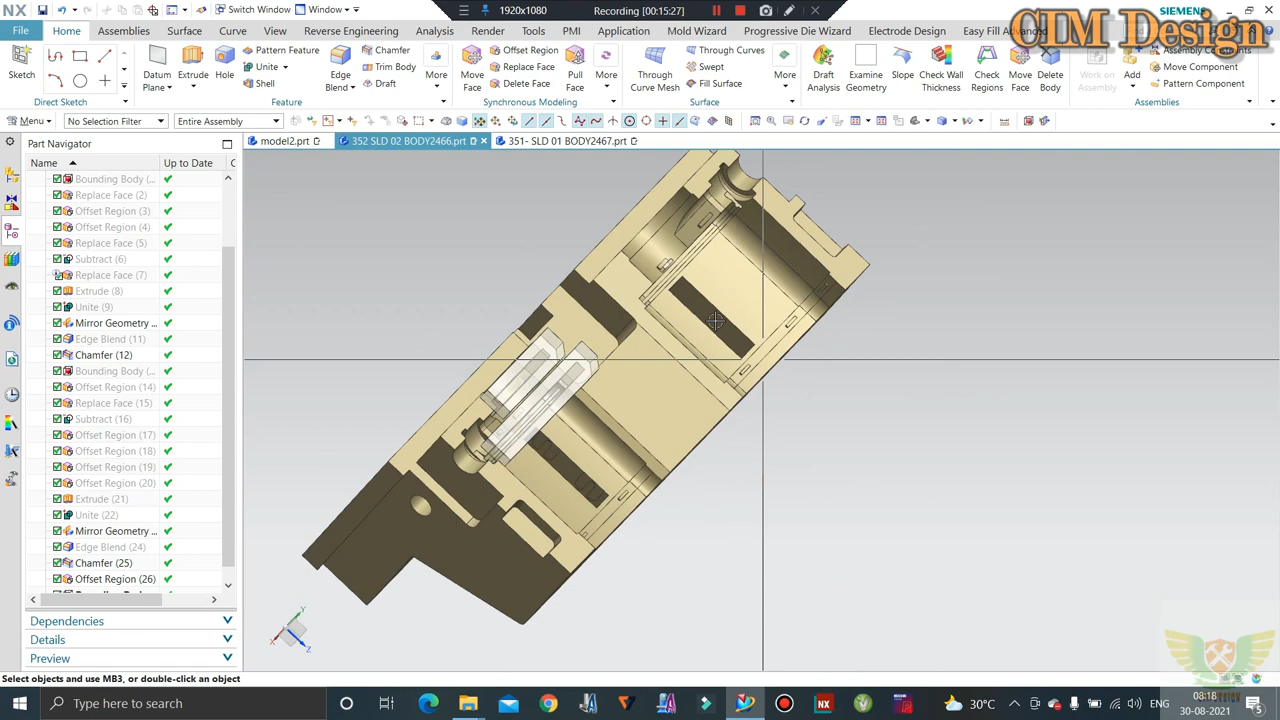 NX
Switch Window
Window
1920x1080
Recording [00:15:27]
SIEMENS
CIM Design
File
Home
Assemblies
Surface
Curve
View
Reverse Engineering
Analysis
Render
Tools
PMI
Application
Mold Wizard
Progressive Die Wizard
Electrode Design
Easy Fill Advanced
Sketch
Datum Plane
Extrude
Hole
Pattern Feature
Unite
Shell
Edge Blend
Chamfer
Trim Body
Draft
More
Move Face
Offset Region
Replace Face
Delete Face
Pull Face
More
Through Curve Mesh
Through Curves
Swept
Fill Surface
More
Draft Analysis
Examine Geometry
Slope
Check Wall Thickness
Check Regions
Move Face
Delete Body
Work on Assembly
Add
Assembly Constraints
Move Component
Pattern Component
Direct Sketch
Feature
Synchronous Modeling
Surface
Assemblies
Menu
No Selection Filter
Entire Assembly
Part Navigator
model2.prt
352 SLD 02 BODY2466.prt
351- SLD 01 BODY2467.prt
Name
Up to Date
C
Bounding Body (...
Replace Face (2)
Offset Region (3)
Offset Region (4)
Replace Face (5)
Subtract (6)
Replace Face (7)
Extrude (8)
Unite (9)
Mirror Geometry ...
Edge Blend (11)
Chamfer (12)
Bounding Body (...
Offset Region (14)
Replace Face (15)
Subtract (16)
Offset Region (17)
Offset Region (18)
Offset Region (19)
Offset Region (20)
Extrude (21)
Unite (22)
Mirror Geometry ...
Edge Blend (24)
Chamfer (25)
Offset Region (26)
Dependencies
Details
Preview
X
Y
Z
Select objects and use MB3, or double-click an object
Type here to search
30°C
ENG
08:18
30-08-2021
5